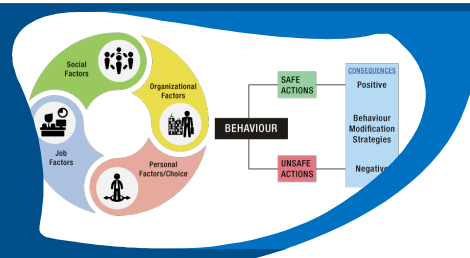 Social
Factors
Organizational
Factors
Job
Factors
Personal
Factors/Choice
BEHAVIOUR
SAFE
ACTIONS
UNSAFE
ACTIONS
CONSEQUENCES
Positive
Behaviour
Modification
Strategies
Negative